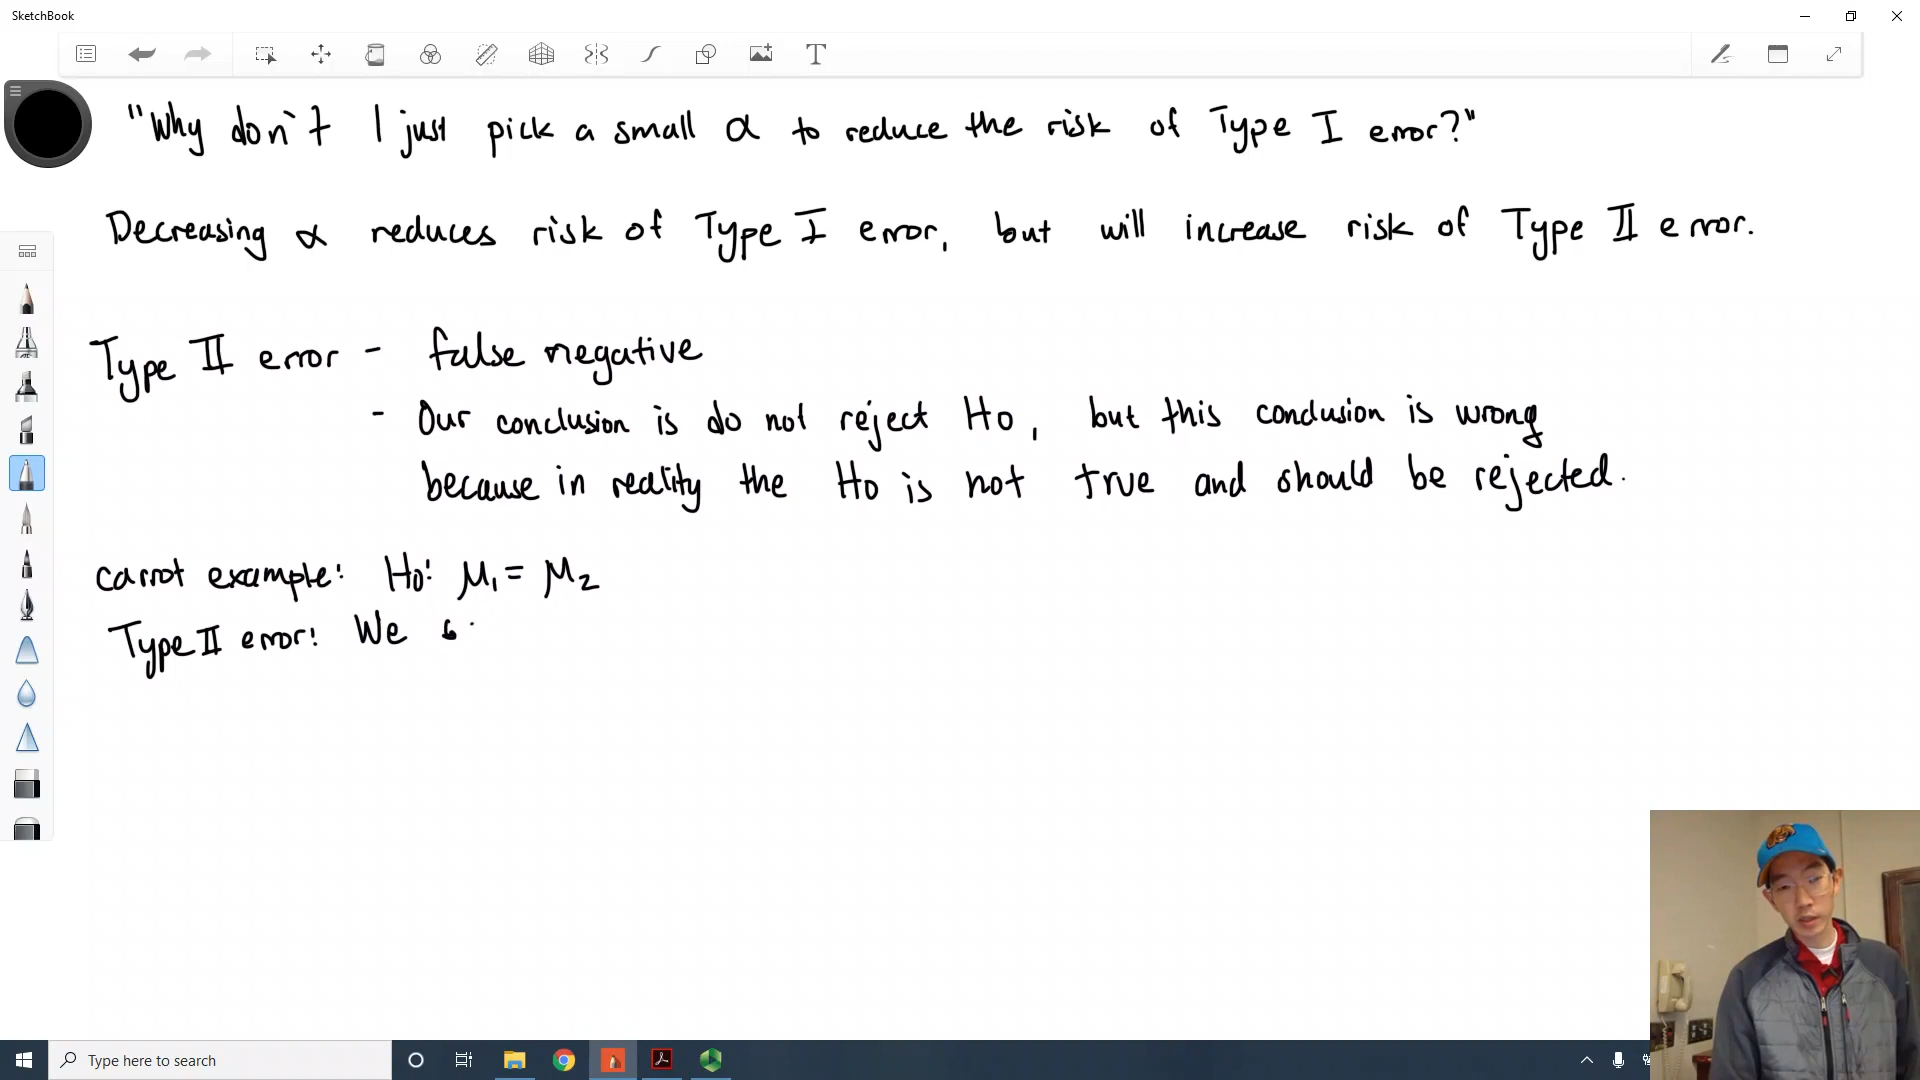 SketchBook
"Why don't I just pick a small α to reduce the risk of Type I error?"
Decreasing α reduces risk of Type I error, but will increase risk of Type II error.
Type II error - false negative
- Our conclusion is do not reject Ho, but this conclusion is wrong
because in reality the Ho is not true and should be rejected.
carrot example: Ho: μ1 = μ2
Type II error: We
Type here to search